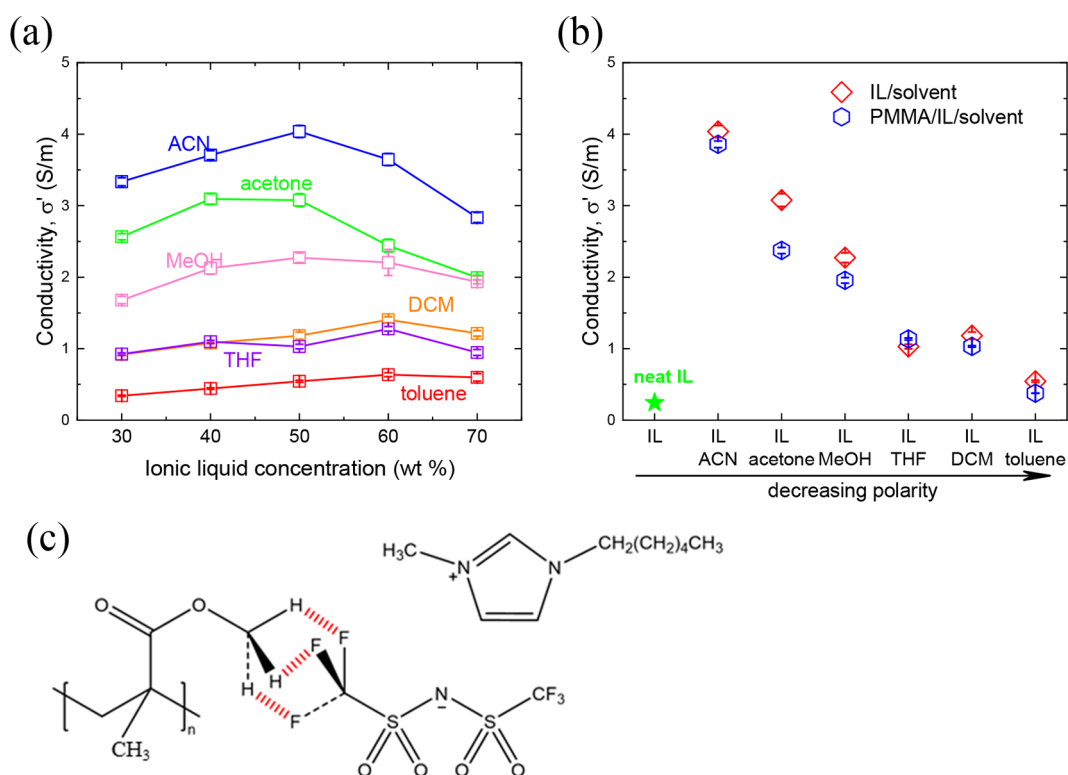 (a)
Conductivity, σ' (S/m)
5
4
3
2
1
0
ACN
acetone
MeOH
DCM
THF
toluene
30 40 50 60 70
Ionic liquid concentration (wt %)
(b)
Conductivity, σ' (S/m)
5
4
3
2
1
0
IL/solvent
PMMA/IL/solvent
neat IL
IL IL IL IL IL IL IL
ACN acetone MeOH THF DCM toluene
decreasing polarity
(c)
H₃C
N
+
N
CH₂(CH₂)₄CH₃
O
O
H
H
H
F
F
F
n
CH₃
S
N
–
S
CF₃
O
O
O
O